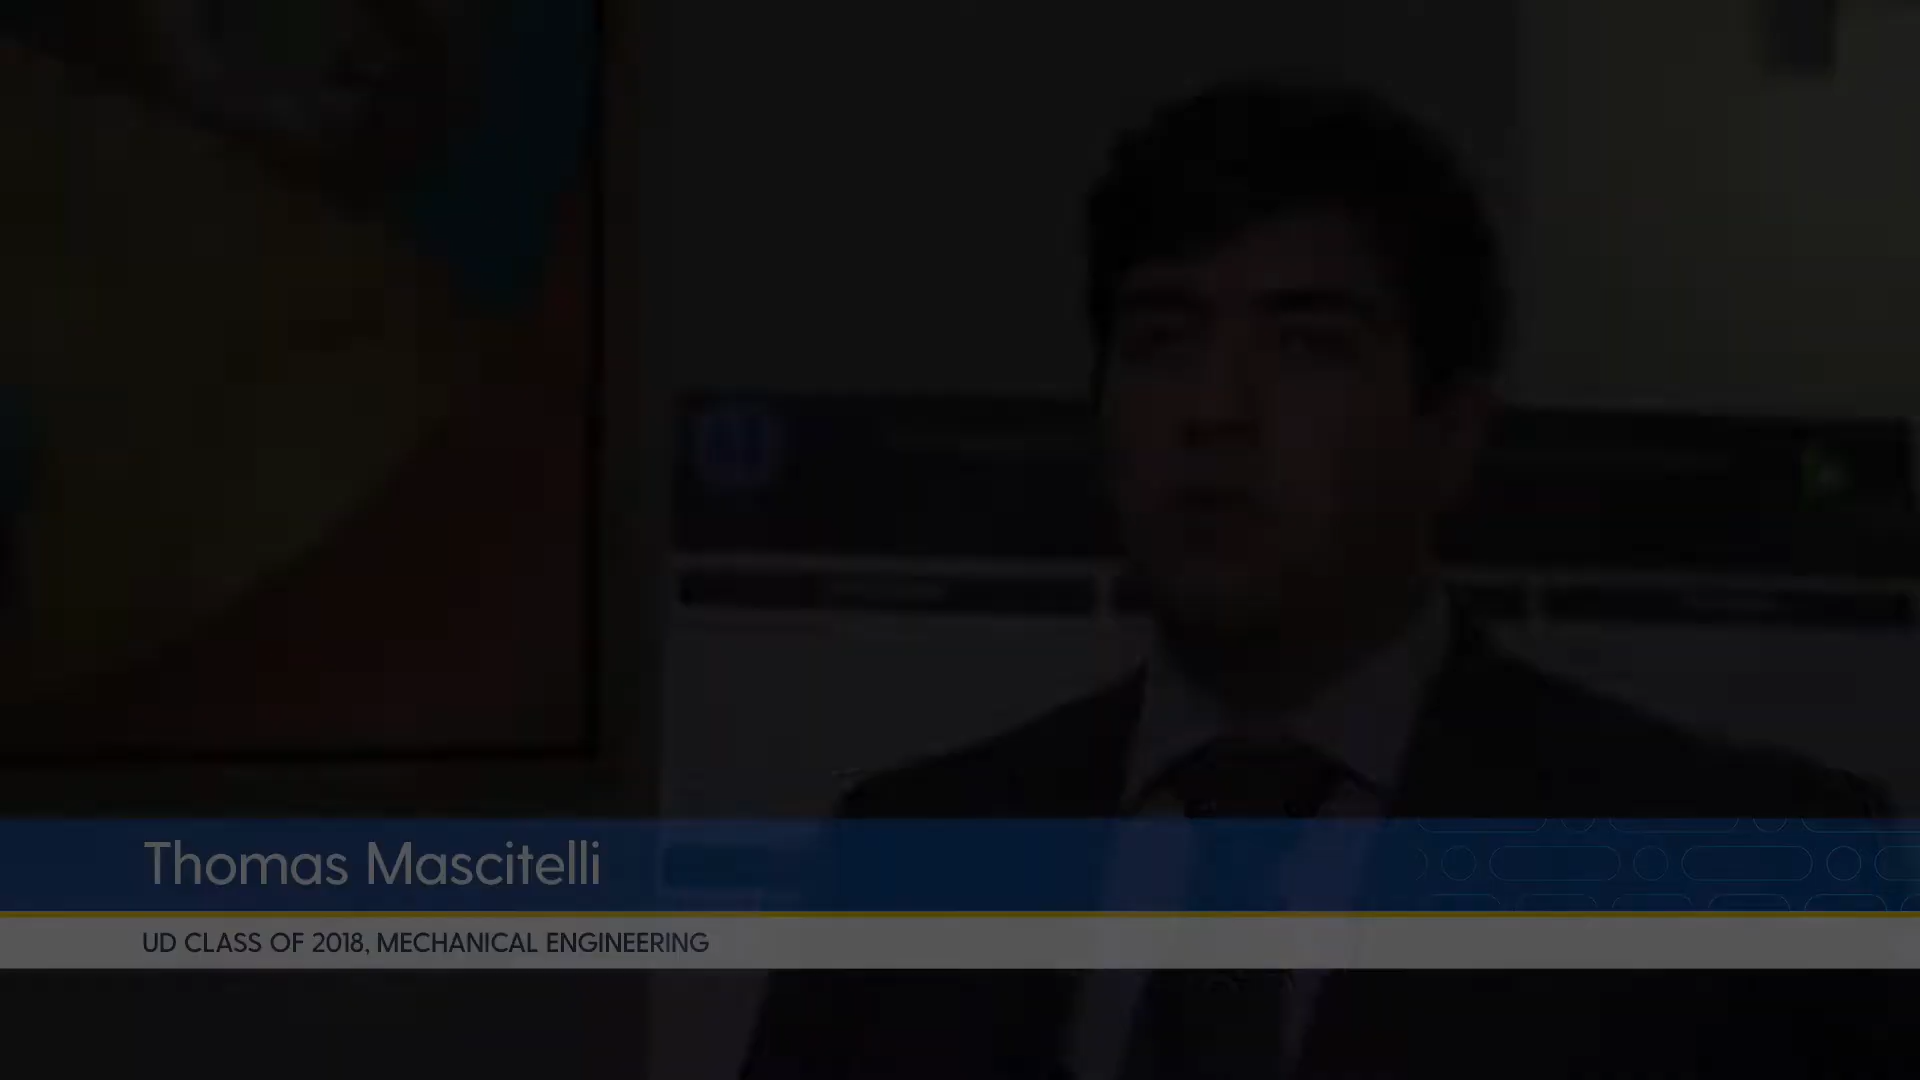 Thomas Mascitelli
UD CLASS OF 2018, MECHANICAL ENGINEERING